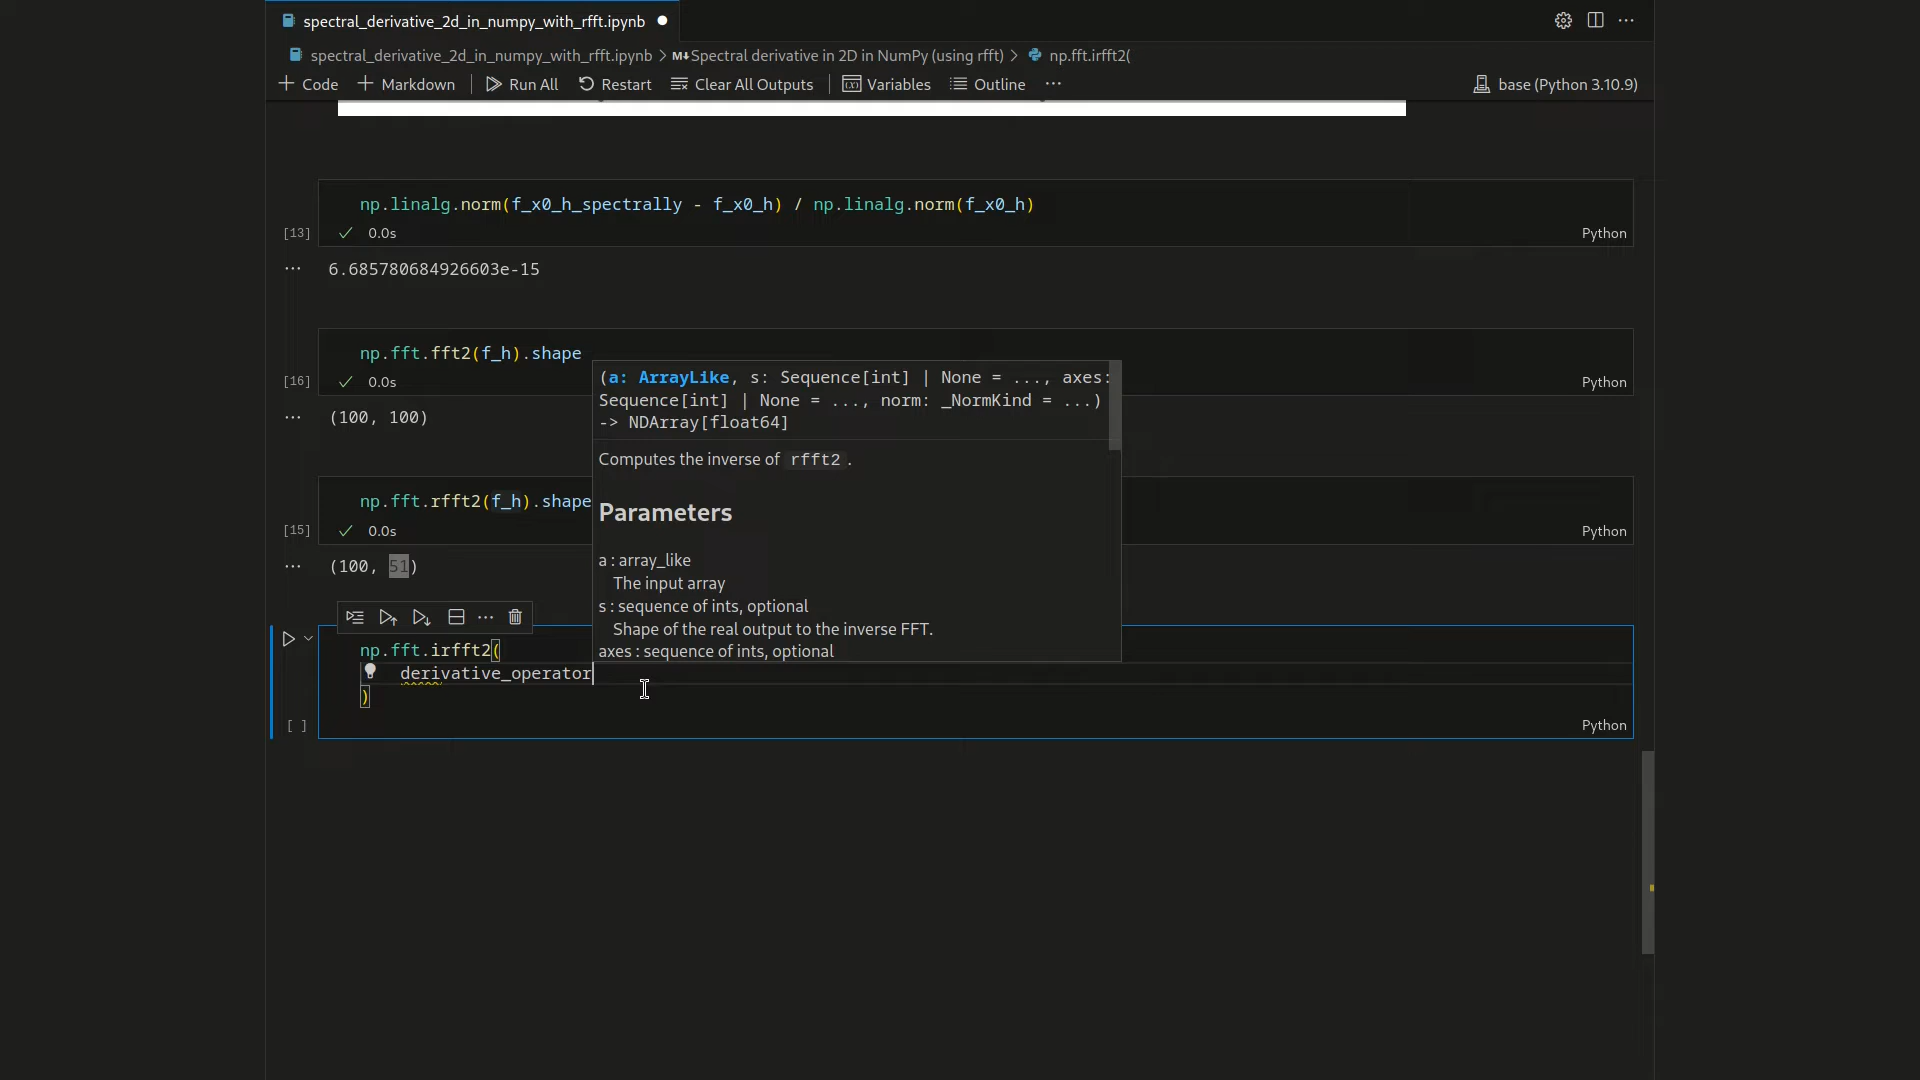 spectral_derivative_2d_in_numpy_with_rfft.ipynb
spectral_derivative_2d_in_numpy_with_rfft.ipynb > M↓Spectral derivative in 2D in NumPy (using rfft) > np.fft.irfft2(
+ Code + Markdown Run All Restart Clear All Outputs Variables Outline ··· base (Python 3.10.9)
np.linalg.norm(f_x0_h_spectrally - f_x0_h) / np.linalg.norm(f_x0_h)
[13] ✓ 0.0s Python
··· 6.685780684926603e-15
np.fft.fft2(f_h).shape
[16] ✓ 0.0s Python
··· (100, 100)
np.fft.rfft2(f_h).shape
[15] ✓ 0.0s Python
··· (100, 51)
(a: ArrayLike, s: Sequence[int] | None = ..., axes:
Sequence[int] | None = ..., norm: _NormKind = ...)
-> NDArray[float64]
Computes the inverse of rfft2.
Parameters
a : array_like
The input array
s : sequence of ints, optional
Shape of the real output to the inverse FFT.
axes : sequence of ints, optional
np.fft.irfft2(
derivative_operator
)
[ ] Python